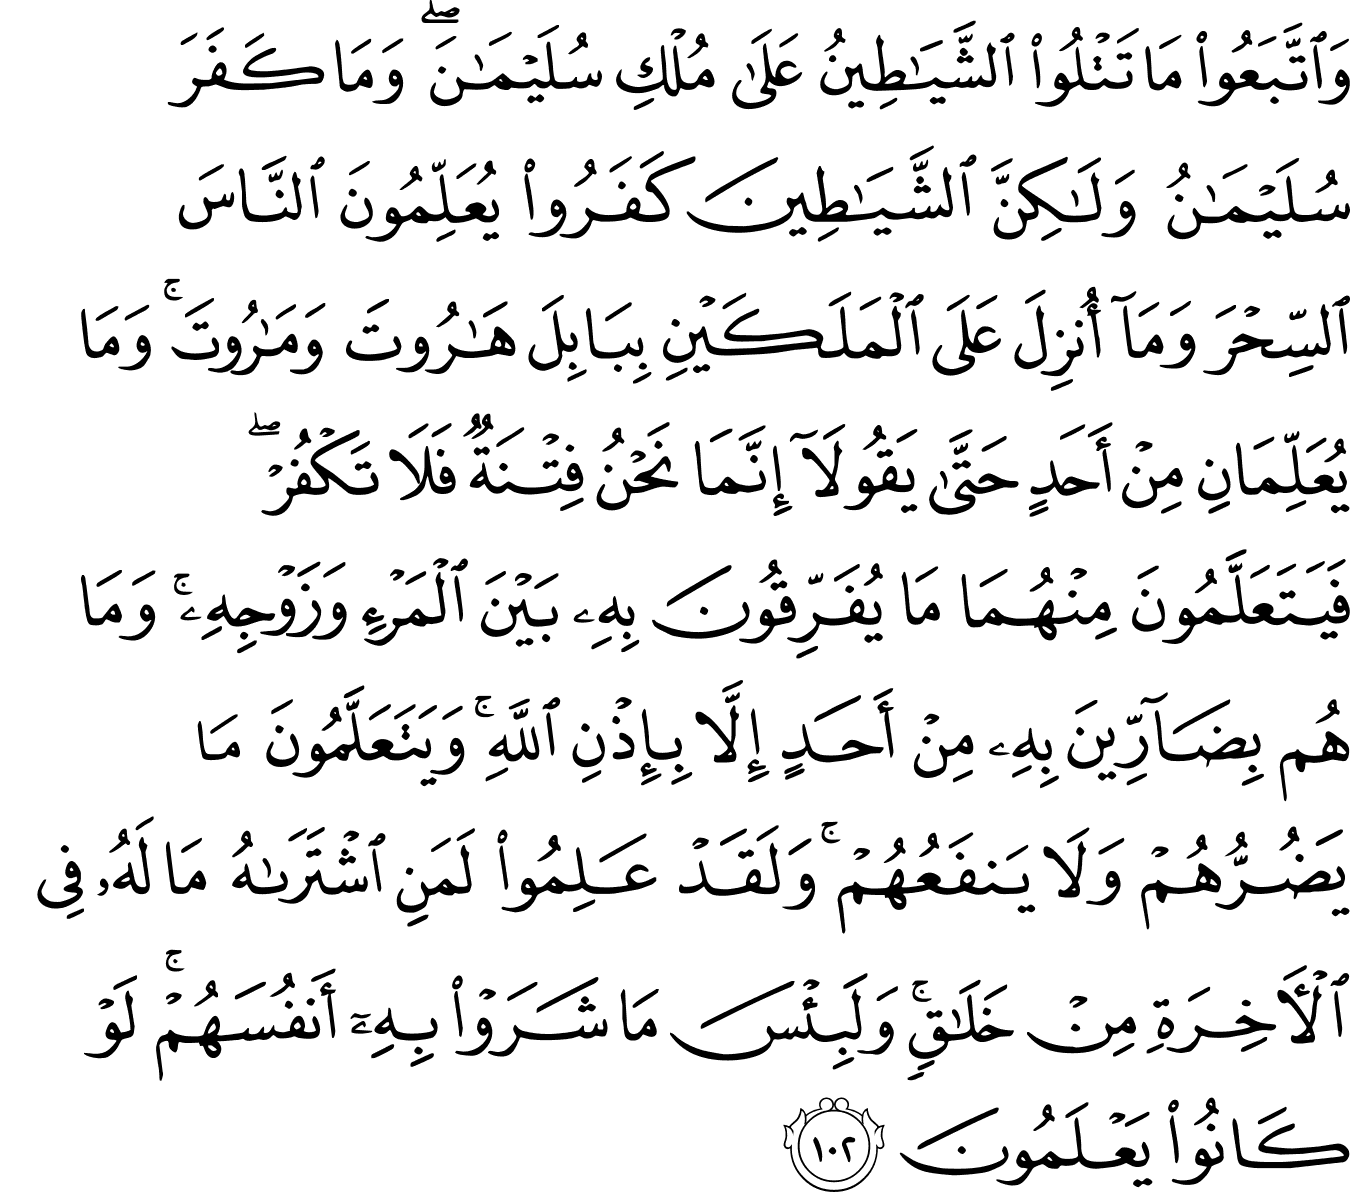 وَٱتَّبَعُوا۟ مَا تَتْلُوا۟ ٱلشَّيَـٰطِينُ عَلَىٰ مُلْكِ سُلَيْمَـٰنَ ۖ وَمَا كَفَرَ
سُلَيْمَـٰنُ وَلَـٰكِنَّ ٱلشَّيَـٰطِينَ كَفَرُوا۟ يُعَلِّمُونَ ٱلنَّاسَ
ٱلسِّحْرَ وَمَآ أُنزِلَ عَلَى ٱلْمَلَكَيْنِ بِبَابِلَ هَـٰرُوتَ وَمَـٰرُوتَ ۚ وَمَا
يُعَلِّمَانِ مِنْ أَحَدٍ حَتَّىٰ يَقُولَآ إِنَّمَا نَحْنُ فِتْنَةٌ فَلَا تَكْفُرْ ۖ
فَيَتَعَلَّمُونَ مِنْهُمَا مَا يُفَرِّقُونَ بِهِۦ بَيْنَ ٱلْمَرْءِ وَزَوْجِهِۦ ۚ وَمَا
هُم بِضَآرِّينَ بِهِۦ مِنْ أَحَدٍ إِلَّا بِإِذْنِ ٱللَّهِ ۚ وَيَتَعَلَّمُونَ مَا
يَضُرُّهُمْ وَلَا يَنفَعُهُمْ ۚ وَلَقَدْ عَلِمُوا۟ لَمَنِ ٱشْتَرَىٰهُ مَا لَهُۥ فِى
ٱلْـَٔاخِرَةِ مِنْ خَلَـٰقٍ ۚ وَلَبِئْسَ مَا شَرَوْا۟ بِهِۦٓ أَنفُسَهُمْ ۚ لَوْ
كَانُوا۟ يَعْلَمُونَ ١٠٢